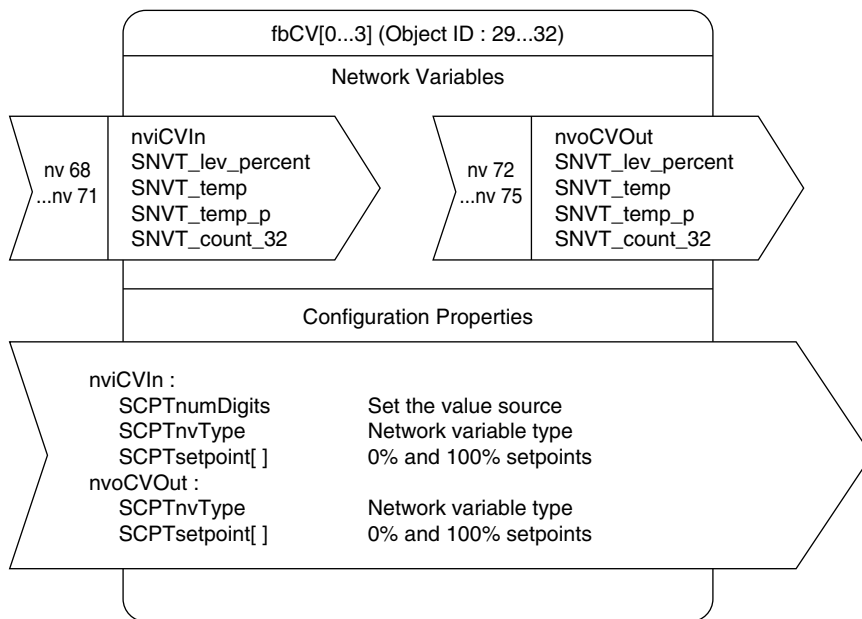 fbCV[0...3] (Object ID : 29...32)
Network Variables
nv 68
...nv 71
nviCVIn
SNVT_lev_percent
SNVT_temp
SNVT_temp_p
SNVT_count_32
nv 72
...nv 75
nvoCVOut
SNVT_lev_percent
SNVT_temp
SNVT_temp_p
SNVT_count_32
Configuration Properties
nviCVIn :
SCPTnumDigits Set the value source
SCPTnvType Network variable type
SCPTsetpoint[ ] 0% and 100% setpoints
nvoCVOut :
SCPTnvType Network variable type
SCPTsetpoint[ ] 0% and 100% setpoints